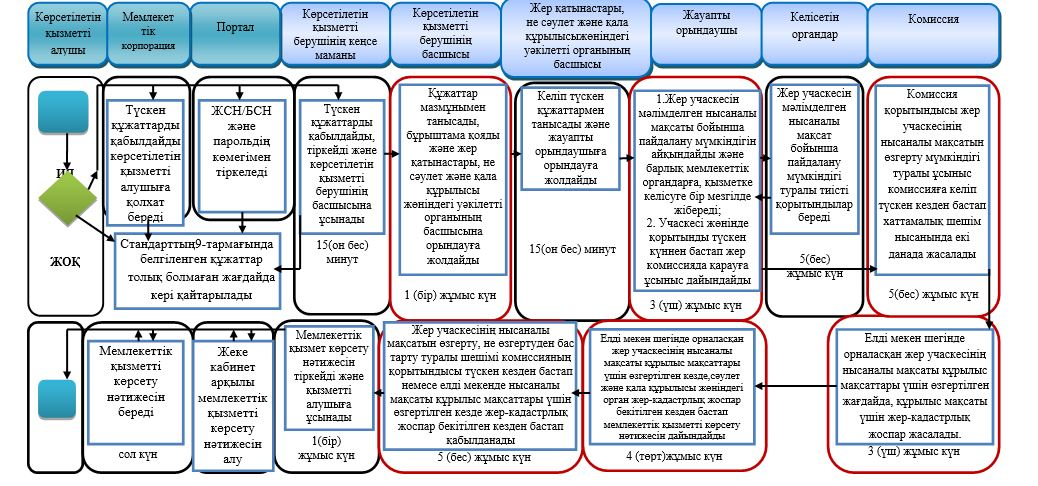 Көрсетілетін
қызметті
алушы
Мемлекет
тік
корпорация
Портал
Көрсетілетін
қызметті
берушінің кеңсе
маманы
Көрсетілетін
қызметті
берушінің
басшысы
Жер қатынастары,
не сәулет және қала
құрылысыжөніндегі
уәкілетті органының
басшысы
Жауапты
орындаушы
Келісетін
органдар
Комиссия
ЖОҚ
Түскен
құжаттарды
қабылдайды
көрсетілетін
қызметті
алушыға
қолхат
береді
ЖСН/БСН
және
парольдің
көмегімен
тіркеледі
Стандарттың9-тармағында
белгіленген құжаттар
толық болмаған жағдайда
кері қайтарылады
Түскен
құжаттарды
қабылдайды,
тіркейді және
көрсетілетін
қызметті
берушінің
басшысына
ұсынады
15(он бес)
минут
Құжаттар
мазмұнымен
танысады,
бұрыштама қояды
және жер
қатынастары, не
сәулет және қала
құрылысы
жөніндегі уәкілетті
органының
басшысына
орындауға
жолдайды
1 (бір) жұмыс күн
Келіп түскен
құжаттармен
танысады және
жауапты
орындаушыға
орындауға
жолдайды
15(он бес) минут
1.Жер учаскесін
мәлімделген нысаналы
мақсаты бойынша
пайдалану мүмкіндігін
айқындайды және
барлық мемлекеттік
органдарға, қызметке
келісуге бір мезгілде
жібереді;
2. Учаскесі жөнінде
қорытынды түскен
күннен бастап жер
комиссияда қарауға
ұсыныс дайындайды
3 (үш) жұмыс күн
Жер учаскесін
мәлімделген
нысаналы
мақсат
бойынша
пайдалану
мүмкіндігі
туралы тиісті
қорытындылар
береді
5(бес)
жұмыс күн
Комиссия
қорытындысы жер
учаскесінің
нысаналы мақсатын
өзгерту мүмкіндігі
туралы ұсыныс
комиссияға келіп
түскен кезден бастап
хаттамалық шешім
нысанында екі
данада жасалады
5(бес) жұмыс күн
Мемлекеттік
қызметті
көрсету
нәтижесін
береді
сол күн
Жеке
кабинет
арқылы
мемлекеттік
қызметті
көрсету
нәтижесін
алу
Мемлекеттік
қызмет көрсету
нәтижесін
тіркейді және
қызметті
алушыға
ұсынады
1(бір)
жұмыс күн
Жер учаскесінің нысаналы
мақсатын өзгерту, не өзгертуден бас
тарту туралы шешімі комиссияның
қорытындысы түскен кезден бастап
немесе елді мекенде нысаналы
мақсаты құрылыс мақсаттары үшін
өзгертілген кезде жер-кадастрлық
жоспар бекітілген кезден бастап
қабылданады
5 (бес) жұмыс күн
Елді мекен шегінде орналасқан
жер учаскесінің нысаналы
мақсаты құрылыс мақсаттары
үшін өзгертілген кезде,сәулет
және қала құрылысы жөніндегі
орган жер-кадастрлық жоспар
бекітілген кезден бастап
мемлекеттік қызметті көрсету
нәтижесін дайындайды
4 (төрт)жұмыс күн
Елді мекен шегінде
орналасқан жер учаскесінің
нысаналы мақсаты құрылыс
мақсаттары үшін өзгертілген
жағдайда, құрылыс мақсаты
үшін жер-кадастрлық
жоспар жасалады.
3 (үш) жұмыс күн